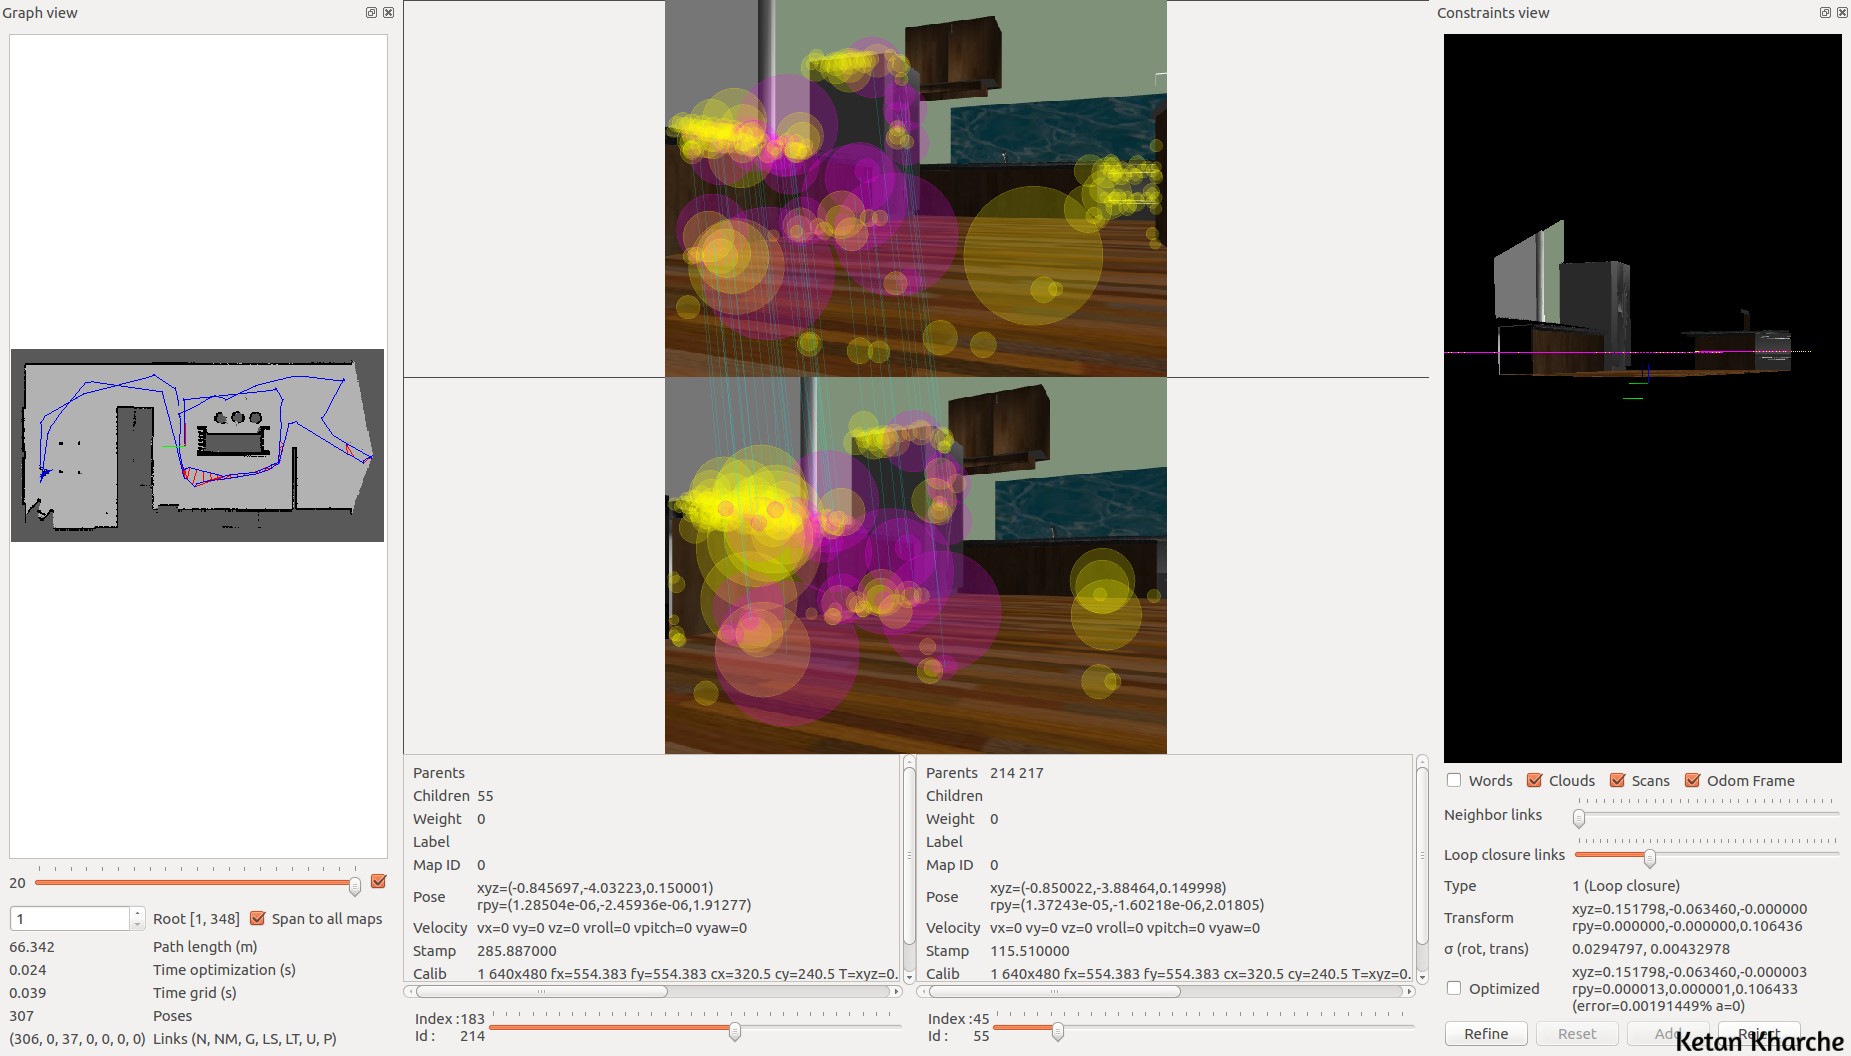 Graph view
20
1
Root [1, 348]
Span to all maps
66.342 Path length (m)
0.024 Time optimization (s)
0.039 Time grid (s)
307 Poses
(306, 0, 37, 0, 0, 0, 0) Links (N, NM, G, LS, LT, U, P)
Parents
Children 55
Weight 0
Label
Map ID 0
Pose xyz=(-0.845697,-4.03223,0.150001)
rpy=(1.28504e-06,-2.45936e-06,1.91277)
Velocity vx=0 vy=0 vz=0 vroll=0 vpitch=0 vyaw=0
Stamp 285.887000
Calib 1 640x480 fx=554.383 fy=554.383 cx=320.5 cy=240.5 T=xyz=0.
Index :183
Id : 214
Parents 214 217
Children
Weight 0
Label
Map ID 0
Pose xyz=(-0.850022,-3.88464,0.149998)
rpy=(1.37243e-05,-1.60218e-06,2.01805)
Velocity vx=0 vy=0 vz=0 vroll=0 vpitch=0 vyaw=0
Stamp 115.510000
Calib 1 640x480 fx=554.383 fy=554.383 cx=320.5 cy=240.5 T=xyz=0.
Index :45
Id : 55
Constraints view
Words Clouds Scans Odom Frame
Neighbor links
Loop closure links
Type 1 (Loop closure)
Transform xyz=0.151798,-0.063460,-0.000000
rpy=0.000000,-0.000000,0.106436
σ (rot, trans) 0.0294797, 0.00432978
Optimized xyz=0.151798,-0.063460,-0.000003
rpy=0.000013,0.000001,0.106433
(error=0.00191449% a=0)
Refine Reset Add Reject
Ketan Kharche